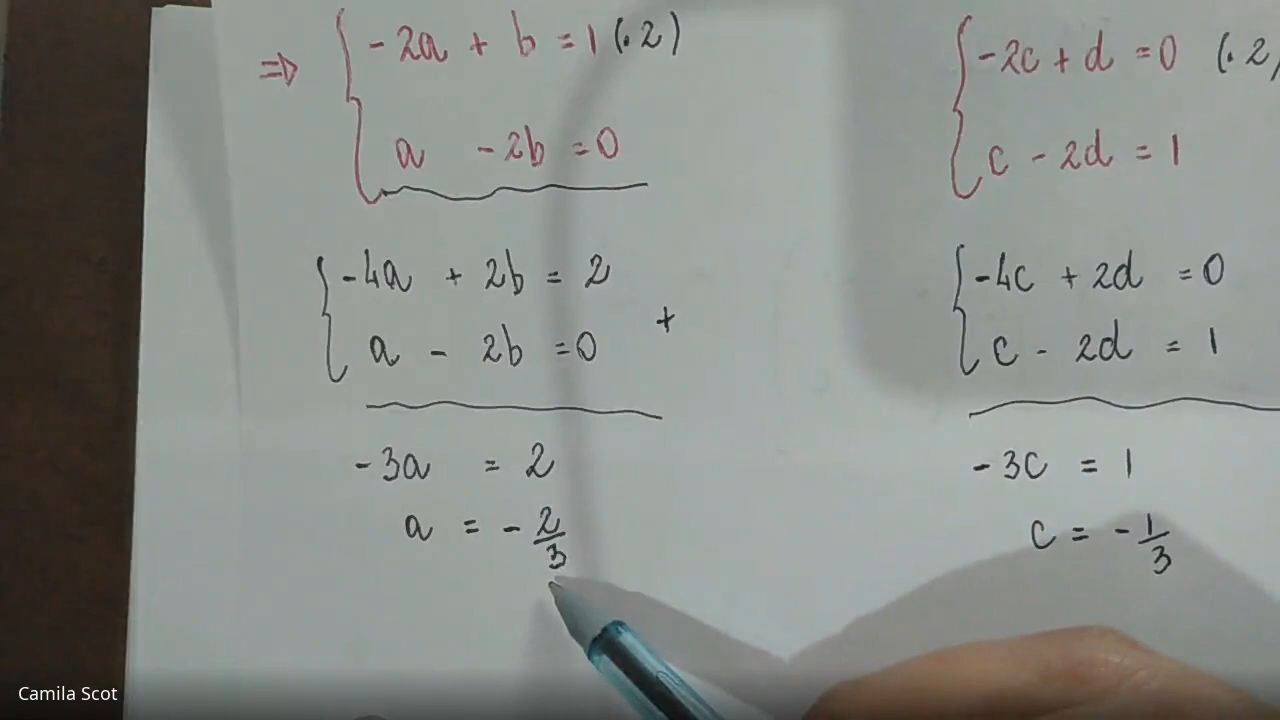 ⇒ { -2a + b = 1 (.2)
a - 2b = 0
{ -4a + 2b = 2
a - 2b = 0 +
-3a = 2
a = - 2/3
{ -2c + d = 0 (.2)
c - 2d = 1
{ -4c + 2d = 0
c - 2d = 1
-3c = 1
c = - 1/3
Camila Scot